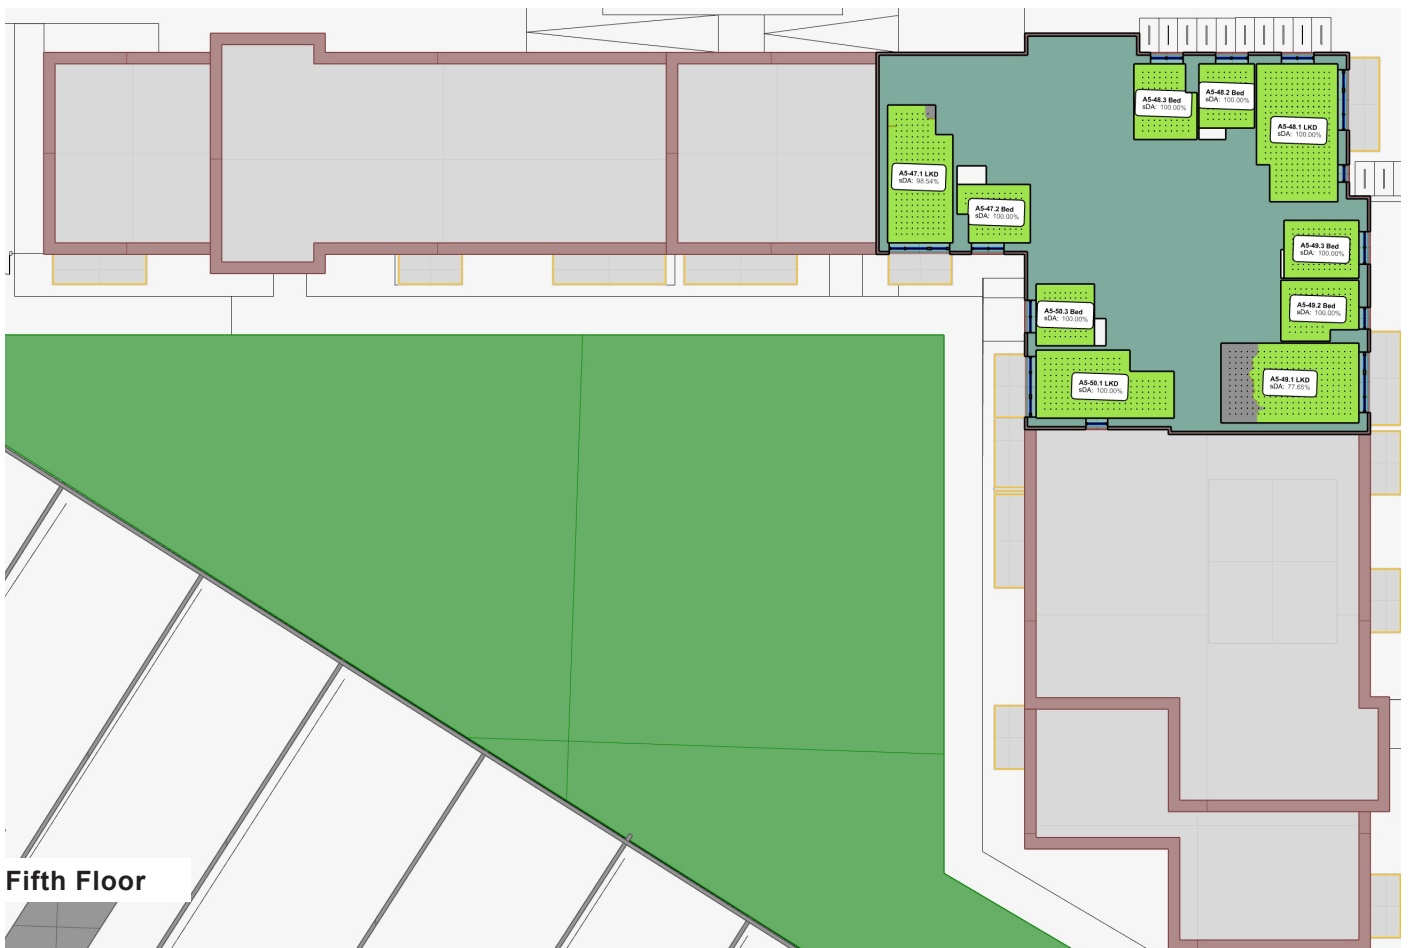 A5-48.3 Bed
sDA: 100.00%
A5-48.2 Bed
sDA: 100.00%
A5-48.1 LKD
sDA: 100.00%
A5-47.1 LKD
sDA: 98.54%
A5-47.2 Bed
sDA: 100.00%
A5-49.3 Bed
sDA: 100.00%
A5-49.2 Bed
sDA: 100.00%
A5-50.3 Bed
sDA: 100.00%
A5-50.1 LKD
sDA: 100.00%
A5-49.1 LKD
sDA: 77.65%
Fifth Floor